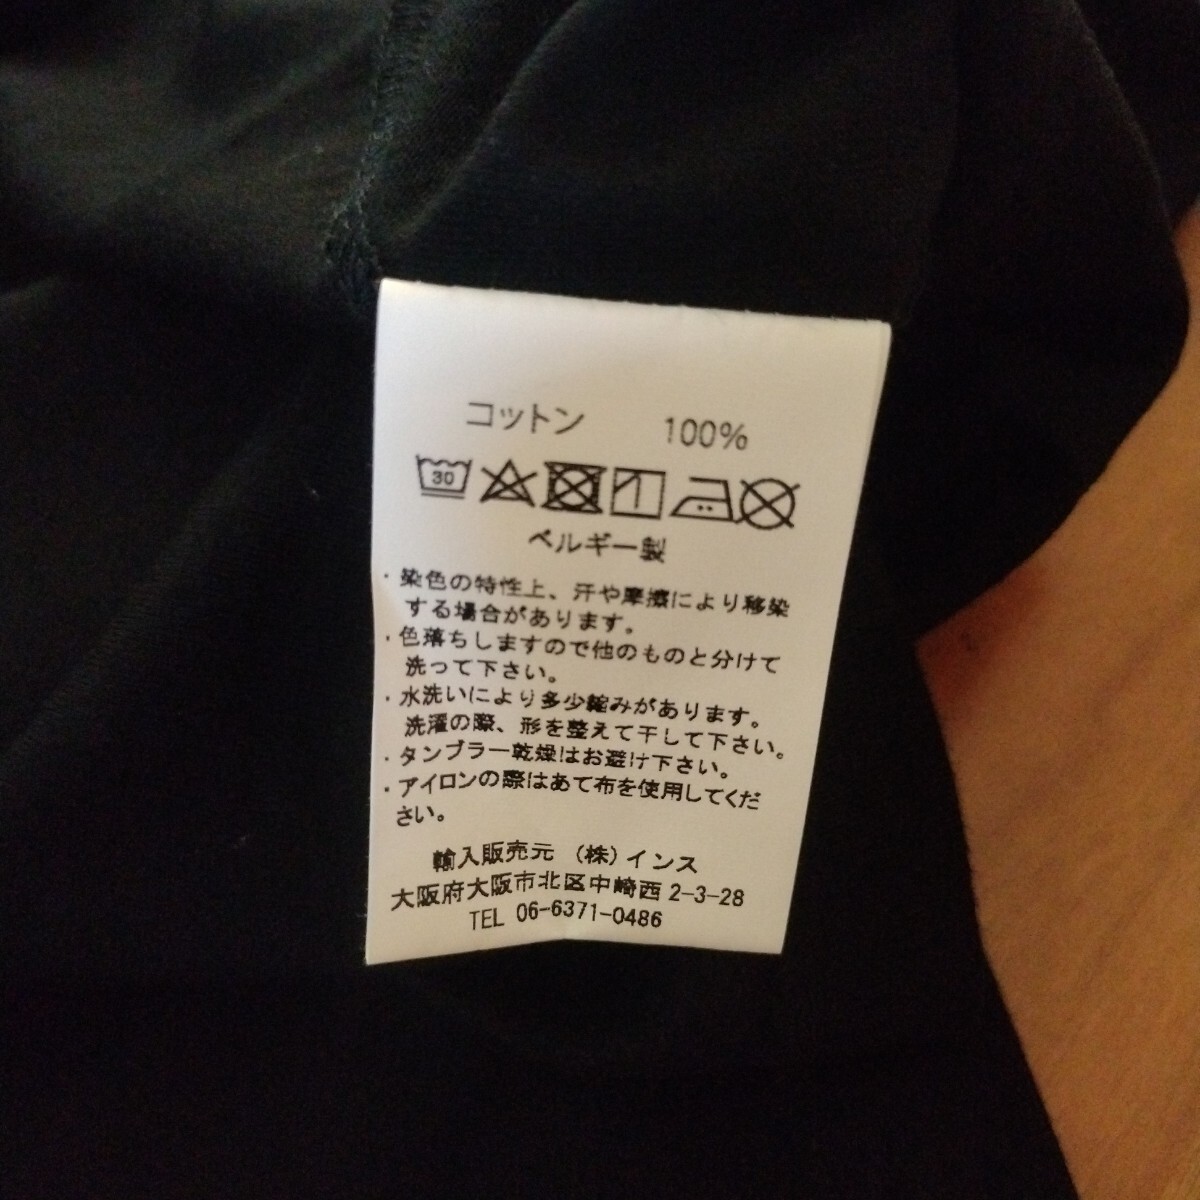 コットン 100%
30
ベルギー製
・染色の特性上、汗や摩擦により移染
する場合があります。
・色落ちしますので他のものと分けて
洗って下さい。
・水洗いにより多少縮みがあります。
洗濯の際、形を整えて干して下さい。
・タンブラー乾燥はお避け下さい。
・アイロンの際はあて布を使用してくだ
さい。
輸入販売元 (株)インス
大阪府大阪市北区中崎西2-3-28
TEL 06-6371-0486